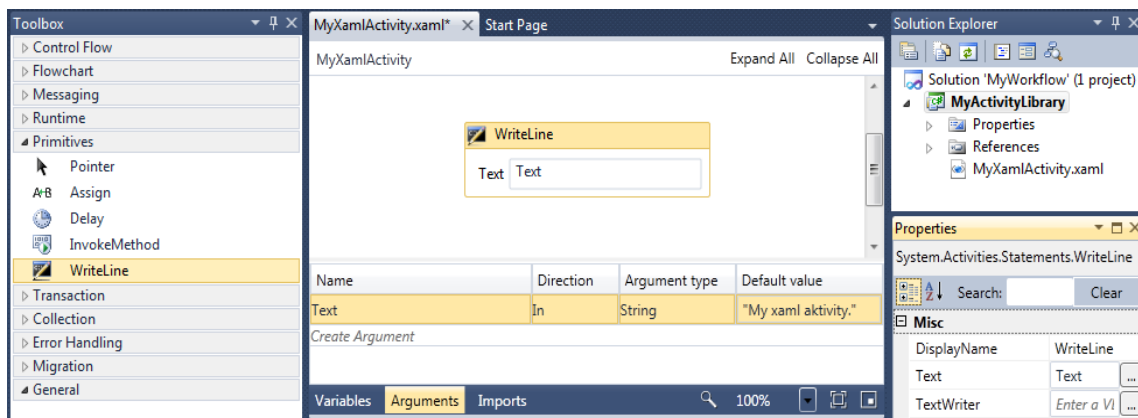 Toolbox
Control Flow
Flowchart
Messaging
Runtime
Primitives
Pointer
A+B Assign
Delay
InvokeMethod
WriteLine
Transaction
Collection
Error Handling
Migration
General
MyXamlActivity.xaml* Start Page
MyXamlActivity Expand All Collapse All
WriteLine
Text Text
Name Direction Argument type Default value
Text In String "My xaml aktivity."
Create Argument
Variables Arguments Imports 100%
Solution Explorer
Solution 'MyWorkflow' (1 project)
MyActivityLibrary
Properties
References
MyXamlActivity.xaml
Properties
System.Activities.Statements.WriteLine
Search: Clear
Misc
DisplayName WriteLine
Text Text ...
TextWriter Enter a VI ...